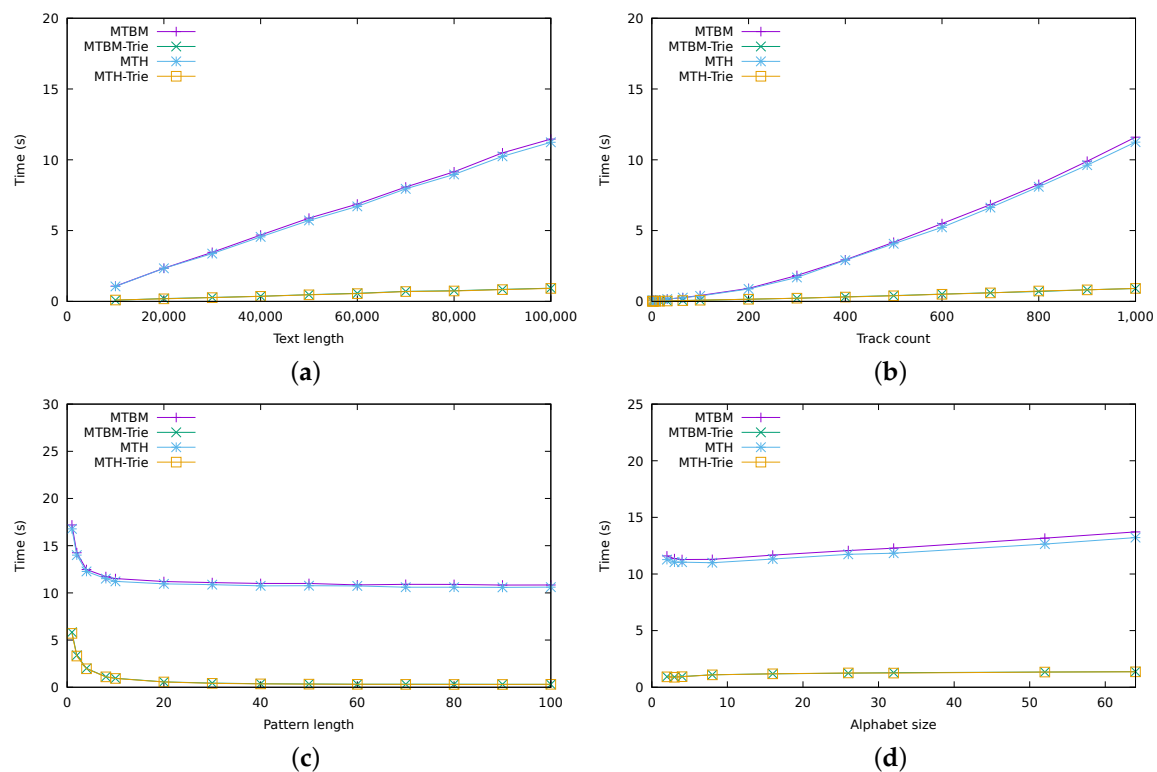 20
15
10
5
0
Time (s)
MTBM
MTBM-Trie
MTH
MTH-Trie
20,000 40,000 60,000 80,000 100,000
Text length
(a)
20
15
10
5
0
Time (s)
MTBM
MTBM-Trie
MTH
MTH-Trie
0 200 400 600 800 1,000
Track count
(b)
30
25
20
15
10
5
0
Time (s)
MTBM
MTBM-Trie
MTH
MTH-Trie
0 20 40 60 80 100
Pattern length
(c)
25
20
15
10
5
0
Time (s)
MTBM
MTBM-Trie
MTH
MTH-Trie
0 10 20 30 40 50 60
Alphabet size
(d)